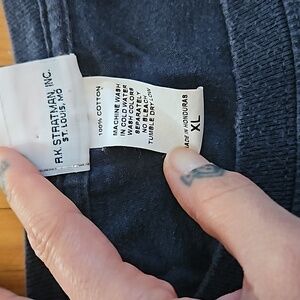 R.K. STRATMAN, INC.
ST. LOUIS, MO
100% COTTON
MACHINE WASH
IN COLD WATER
WASH COLORS
SEPARATELY
NO BLEACH
TUMBLE DRY LOW
XL
MADE IN HONDURAS